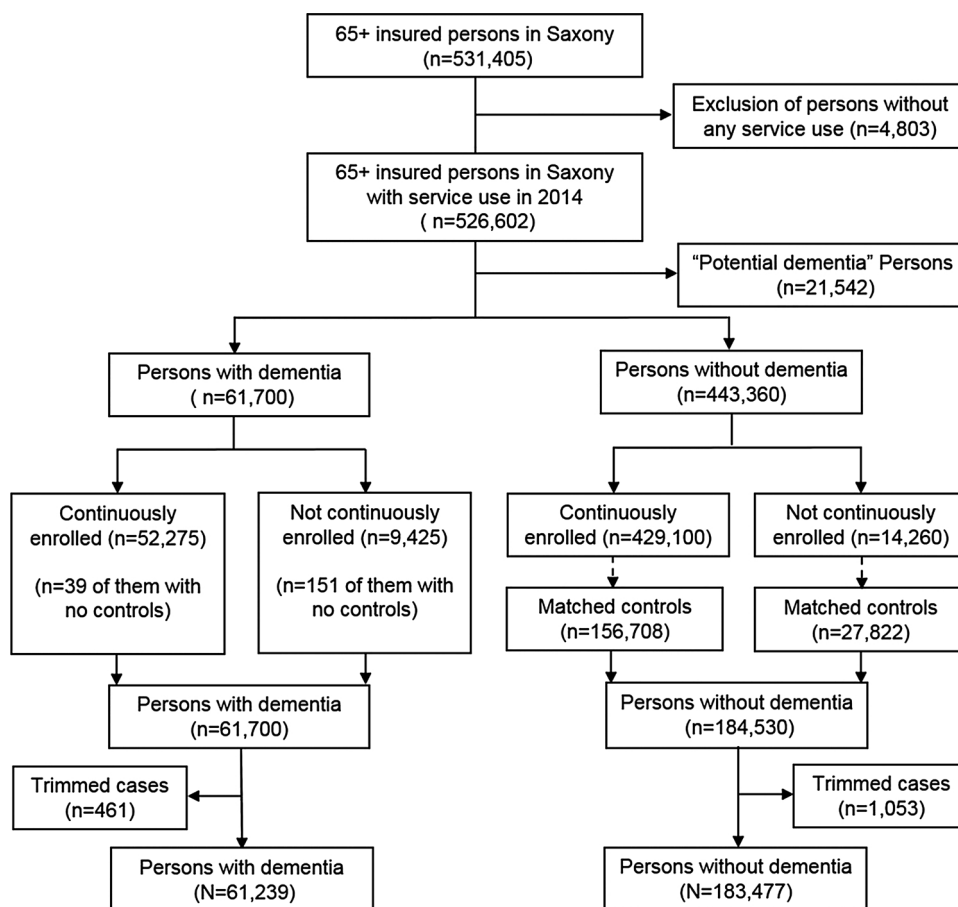 65+ insured persons in Saxony
(n=531,405)
Exclusion of persons without
any service use (n=4,803)
65+ insured persons in Saxony
with service use in 2014
( n=526,602)
“Potential dementia” Persons
(n=21,542)
Persons with dementia
( n=61,700)
Persons without dementia
(n=443,360)
Continuously
enrolled (n=52,275)
(n=39 of them with
no controls)
Not continuously
enrolled (n=9,425)
(n=151 of them with
no controls)
Continuously
enrolled (n=429,100)
Not continuously
enrolled (n=14,260)
Matched controls
(n=156,708)
Matched controls
(n=27,822)
Persons with dementia
(n=61,700)
Persons without dementia
(n=184,530)
Trimmed cases
(n=461)
Trimmed cases
(n=1,053)
Persons with dementia
(N=61,239)
Persons without dementia
(N=183,477)